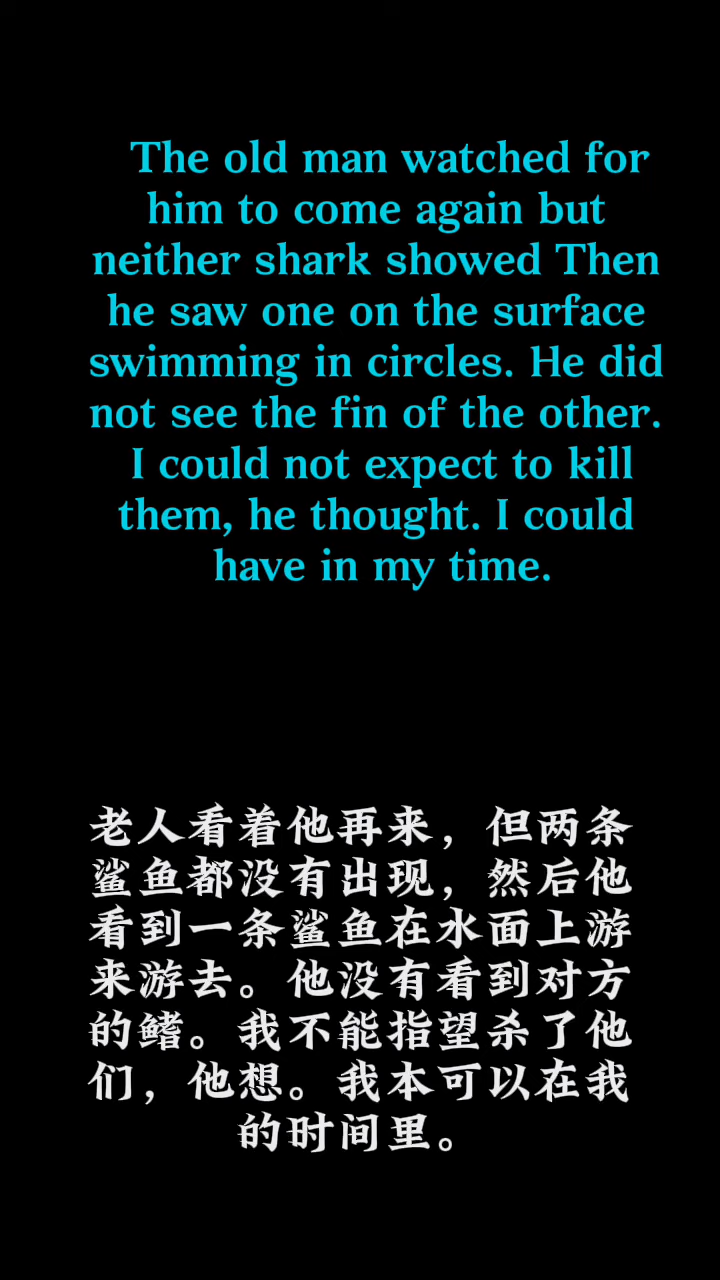 The old man watched for
him to come again but
neither shark showed Then
he saw one on the surface
swimming in circles. He did
not see the fin of the other.
I could not expect to kill
them, he thought. I could
have in my time.
老人看着他再来，但两条
鲨鱼都没有出现，然后他
看到一条鲨鱼在水面上游
来游去。他没有看到对方
的鳍。我不能指望杀了他
们，他想。我本可以在我
的时间里。